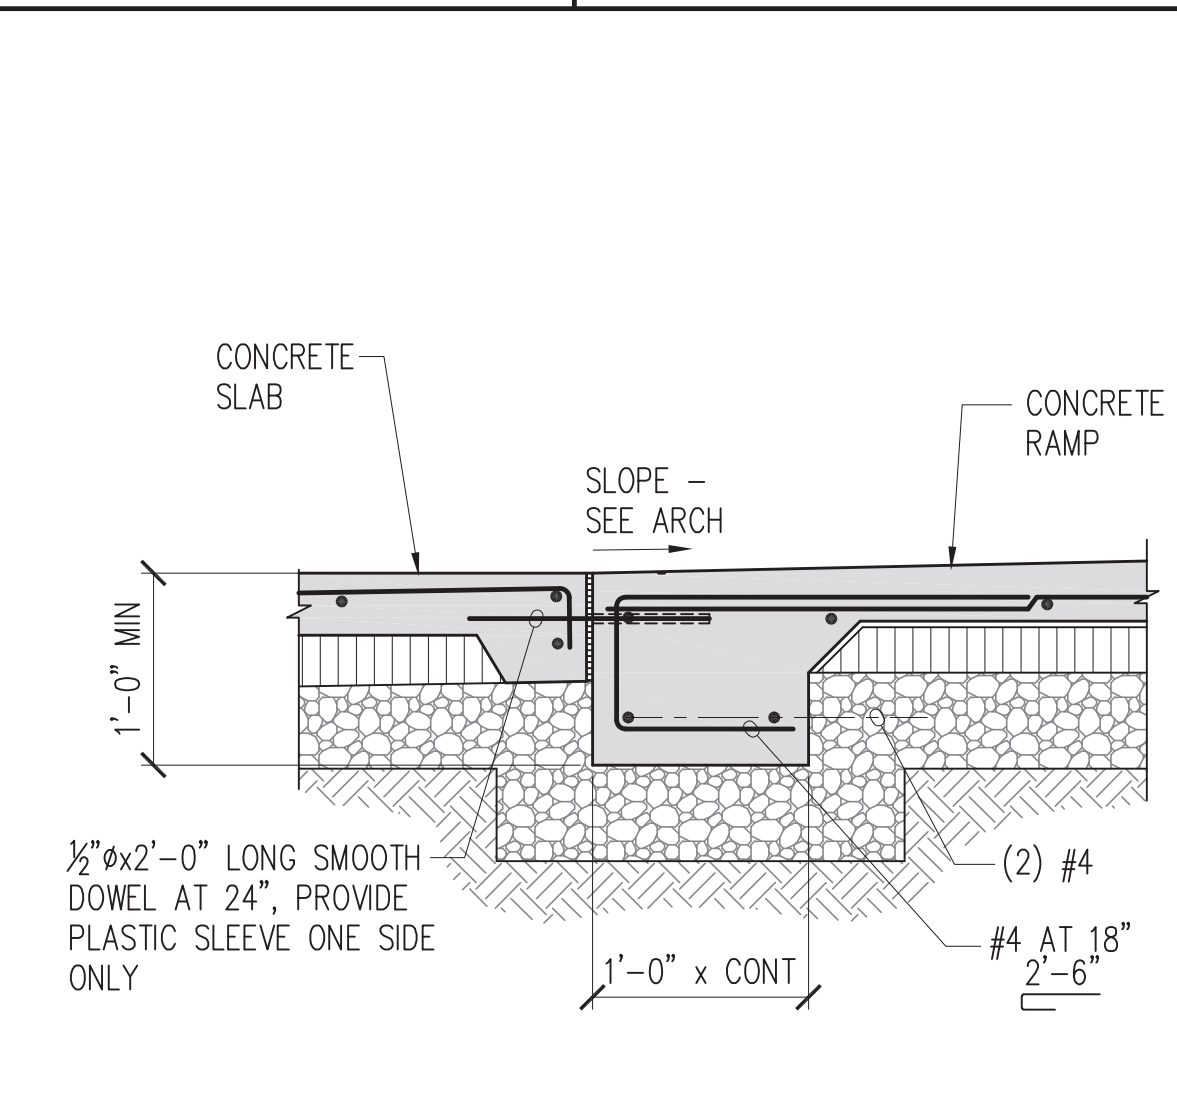 CONCRETE
SLAB
CONCRETE
RAMP
SLOPE -
SEE ARCH
1'-0" MIN
½"øx2'-0" LONG SMOOTH
DOWEL AT 24", PROVIDE
PLASTIC SLEEVE ONE SIDE
ONLY
(2) #4
#4 AT 18"
2'-6"
1'-0" x CONT